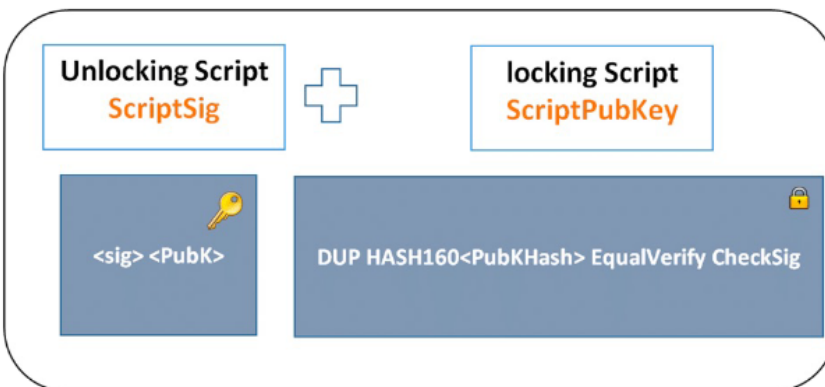 Unlocking Script
ScriptSig
locking Script
ScriptPubKey
<sig> <PubK>
DUP HASH160<PubKHash> EqualVerify CheckSig